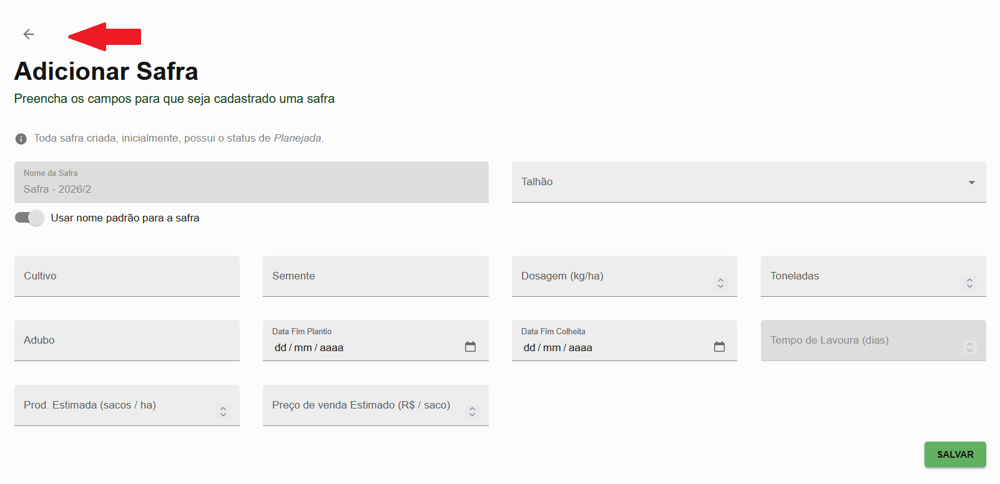 Adicionar Safra
Preencha os campos para que seja cadastrado uma safra
Toda safra criada, inicialmente, possui o status de Planejada.
Nome da Safra
Safra - 2026/2
Talhão
Usar nome padrão para a safra
Cultivo
Semente
Dosagem (kg/ha)
Toneladas
Adubo
Data Fim Plantio
dd / mm / aaaa
Data Fim Colheita
dd / mm / aaaa
Tempo de Lavoura (dias)
Prod. Estimada (sacos / ha)
Preço de venda Estimado (R$ / saco)
SALVAR